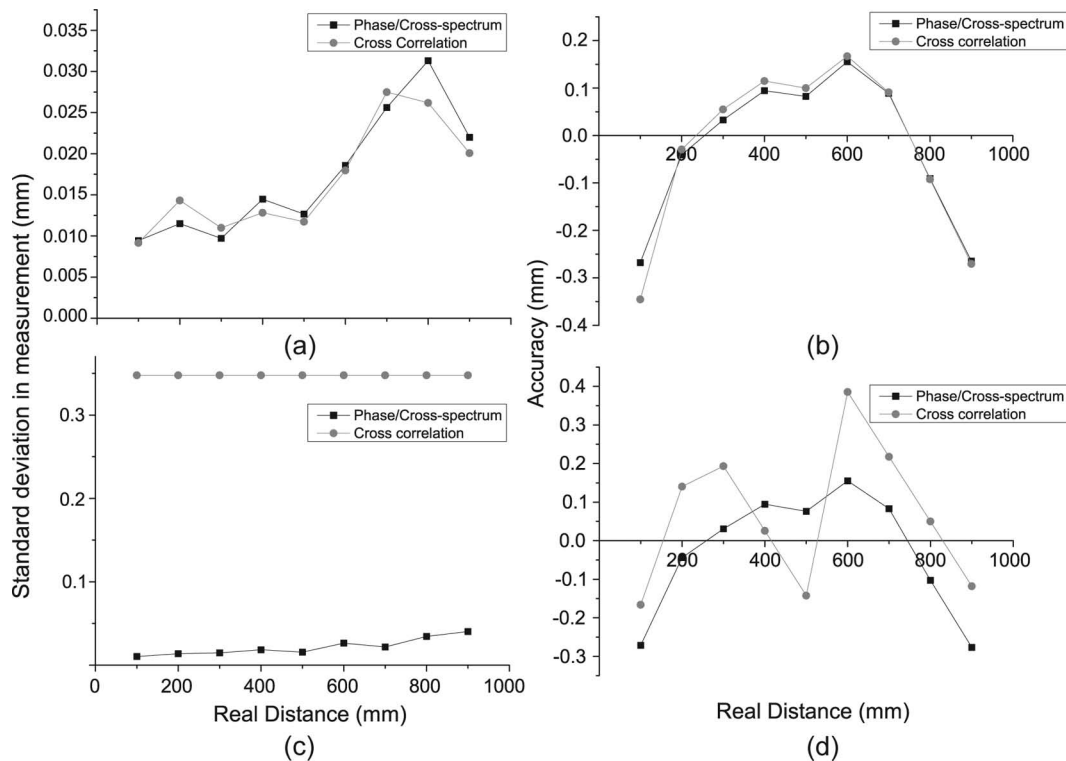 Standard deviation in measurement (mm)
0.035
0.030
0.025
0.020
0.015
0.010
0.005
0.000
Phase/Cross-spectrum
Cross Correlation
(a)
Accuracy (mm)
0.2
0.1
0.0
-0.1
-0.2
-0.3
-0.4
200
400
600
800
1000
Phase/Cross-spectrum
Cross correlation
(b)
0.3
0.2
0.1
Phase/Cross-spectrum
Cross correlation
0
200
400
600
800
1000
Real Distance (mm)
(c)
0.4
0.3
0.2
0.1
0.0
-0.1
-0.2
-0.3
200
400
600
800
1000
Phase/Cross-spectrum
Cross correlation
Real Distance (mm)
(d)